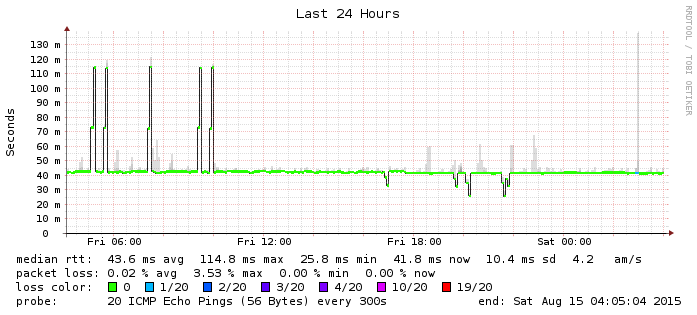 Last 24 Hours
RRDTOOL / TOBI OETIKER
Seconds
130 m
120 m
110 m
100 m
90 m
80 m
70 m
60 m
50 m
40 m
30 m
20 m
10 m
0
Fri 06:00 Fri 12:00 Fri 18:00 Sat 00:00
median rtt: 43.6 ms avg 114.8 ms max 25.8 ms min 41.8 ms now 10.4 ms sd 4.2 am/s
packet loss: 0.02 % avg 3.53 % max 0.00 % min 0.00 % now
loss color: 0 1/20 2/20 3/20 4/20 10/20 19/20
probe: 20 ICMP Echo Pings (56 Bytes) every 300s end: Sat Aug 15 04:05:04 2015